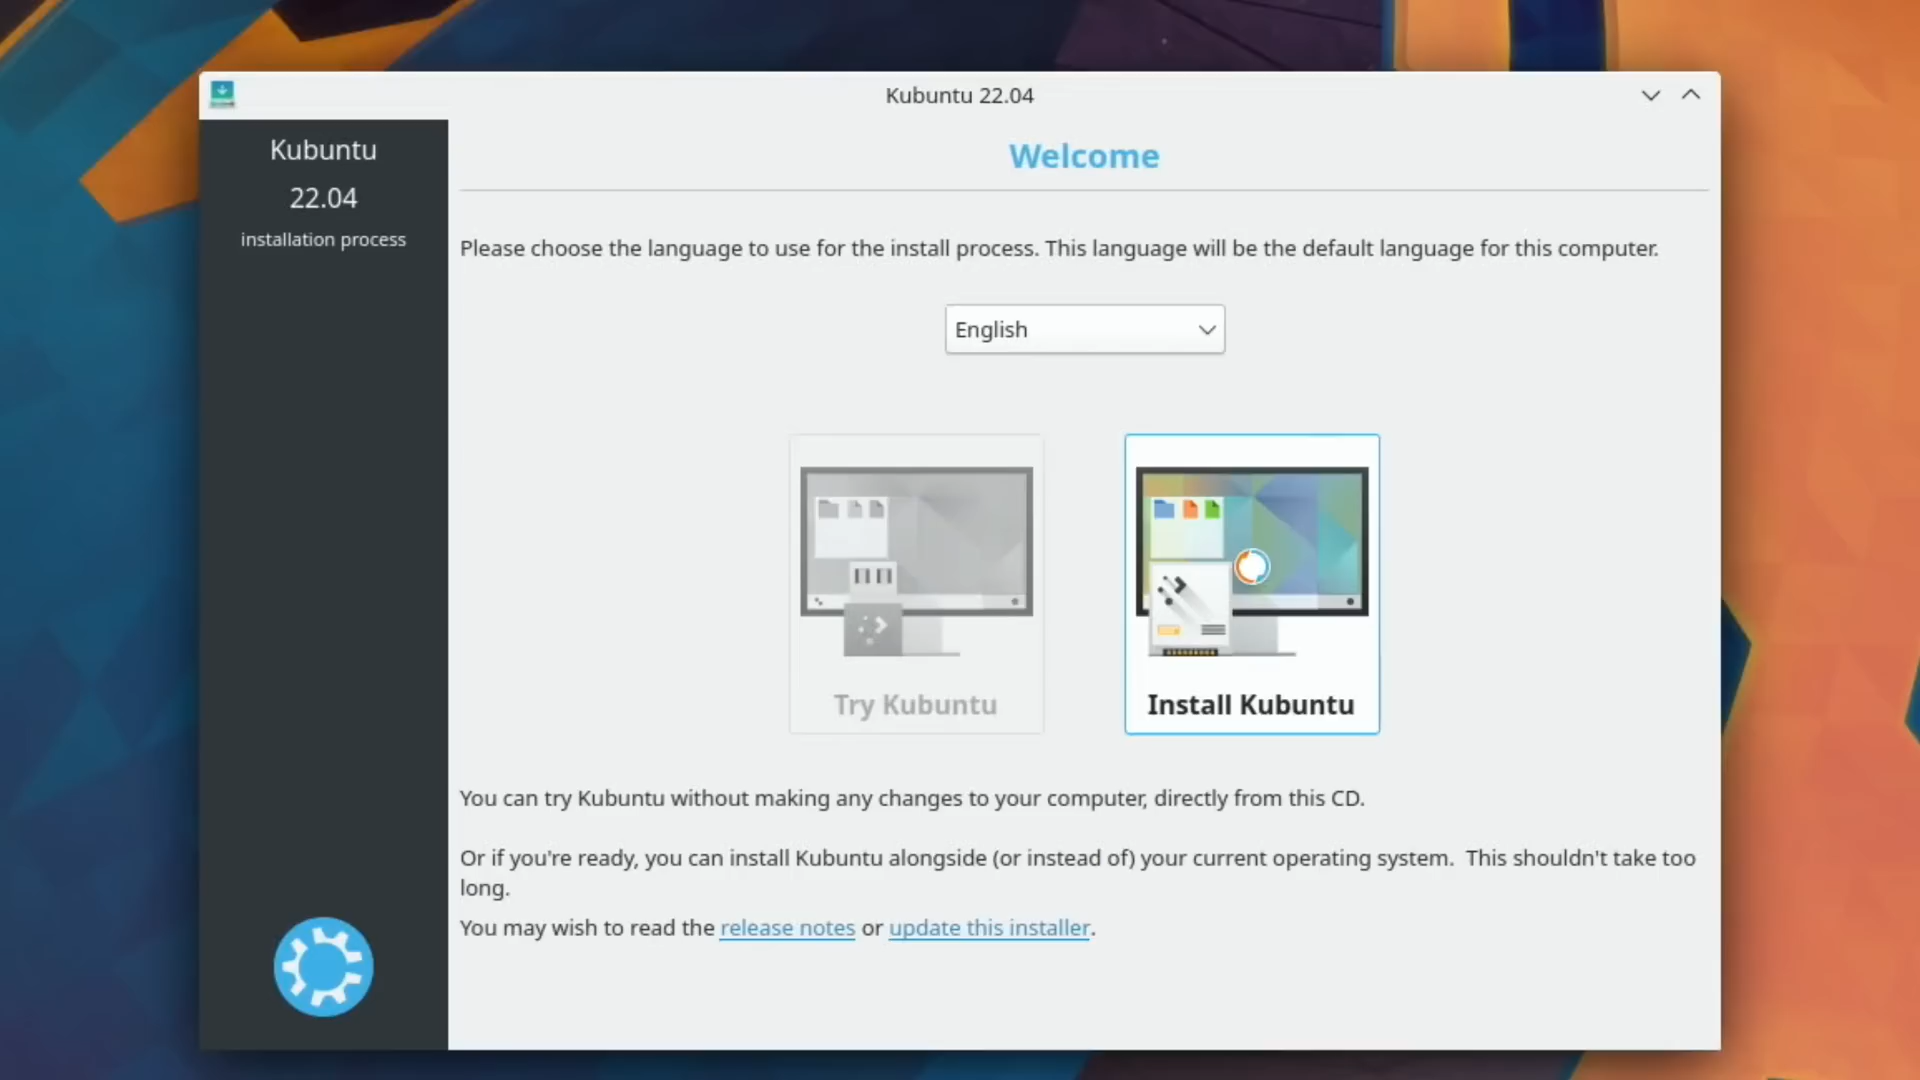 Kubuntu 22.04
Kubuntu
22.04
installation process
Welcome
Please choose the language to use for the install process. This language will be the default language for this computer.
English
Try Kubuntu
Install Kubuntu
You can try Kubuntu without making any changes to your computer, directly from this CD.
Or if you're ready, you can install Kubuntu alongside (or instead of) your current operating system.  This shouldn't take too
long.
You may wish to read the release notes or update this installer.